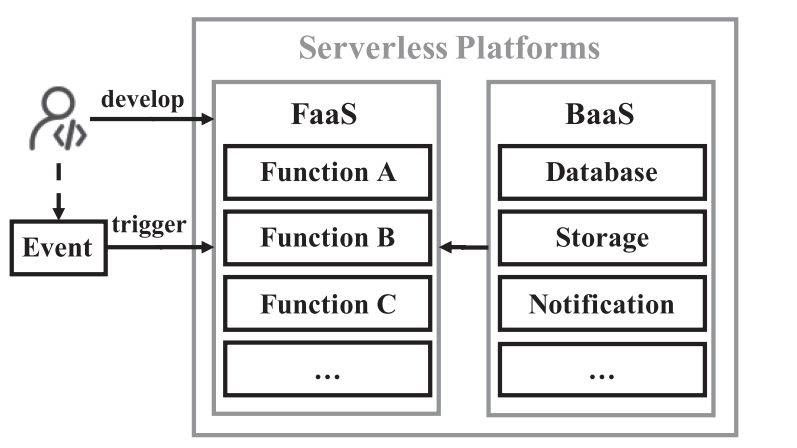 Serverless Platforms
develop
FaaS
Function A
Function B
Function C
...
BaaS
Database
Storage
Notification
...
Event
trigger
</>